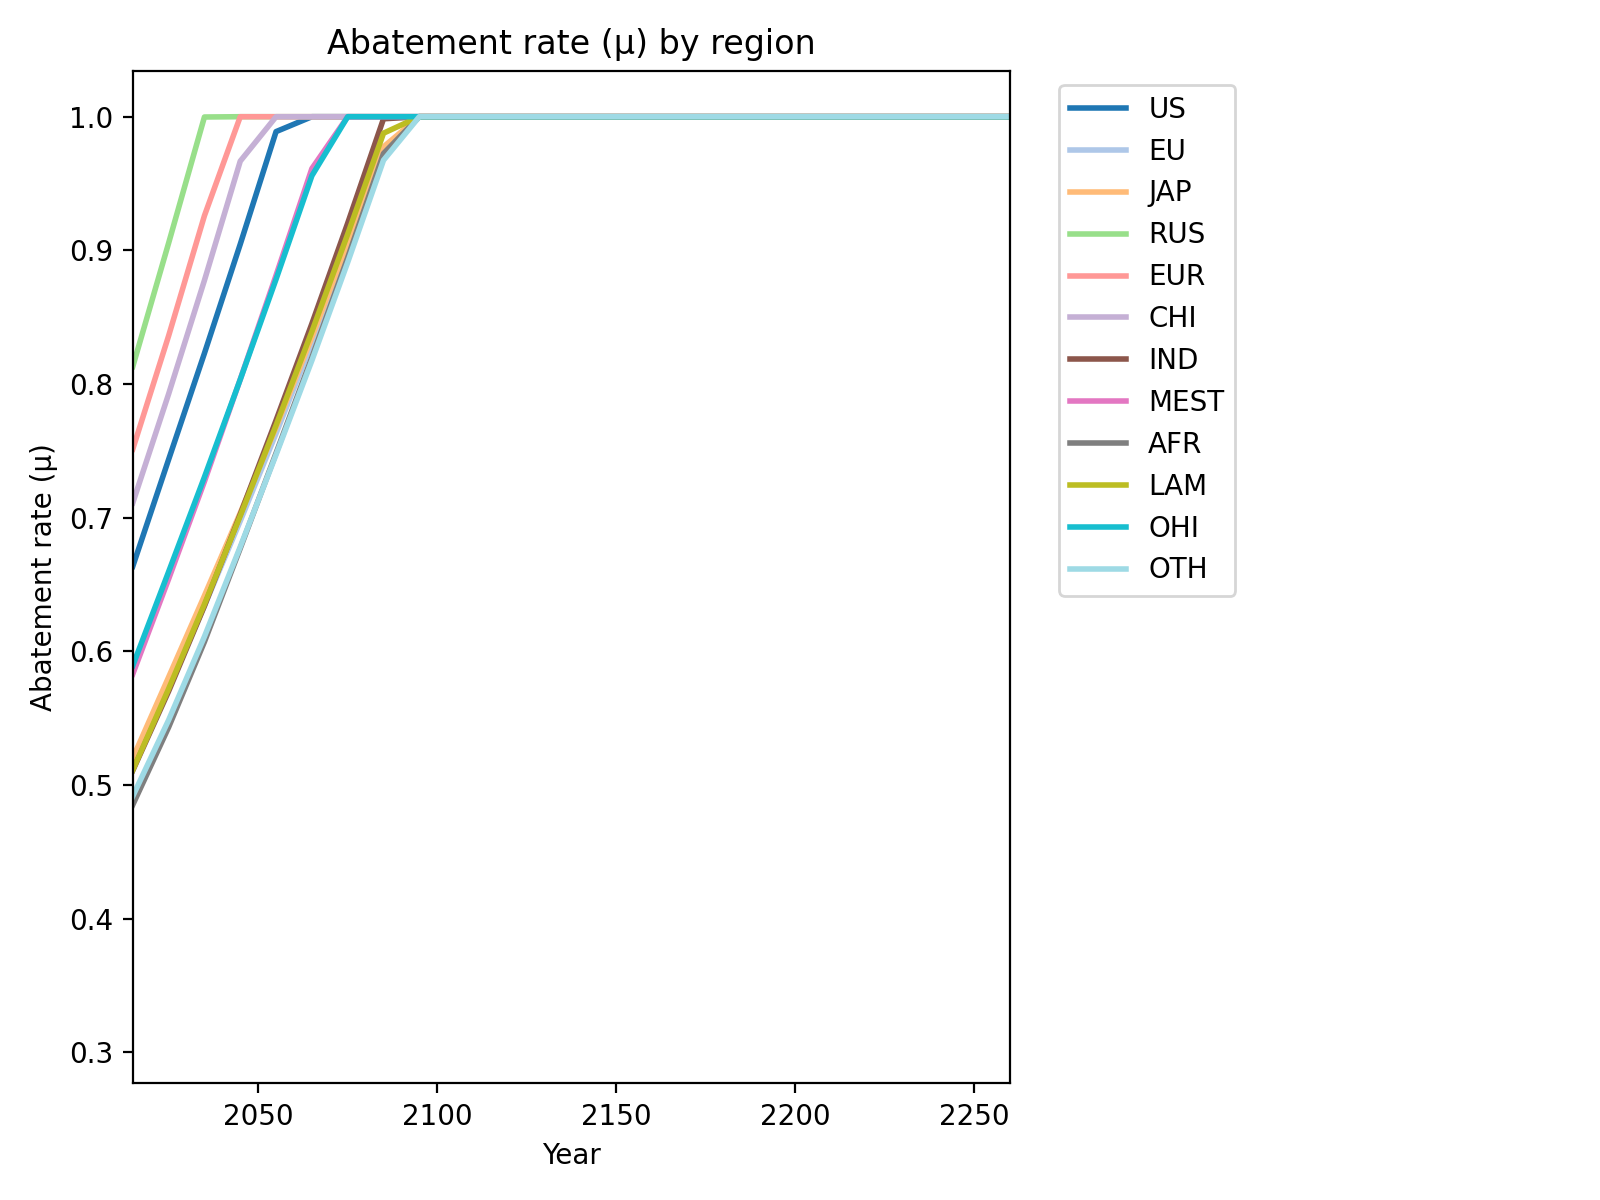 Abatement rate (μ) by region
Abatement rate (μ)
1.0
0.9
0.8
0.7
0.6
0.5
0.4
0.3
2050 2100 2150 2200 2250
Year
US
EU
JAP
RUS
EUR
CHI
IND
MEST
AFR
LAM
OHI
OTH